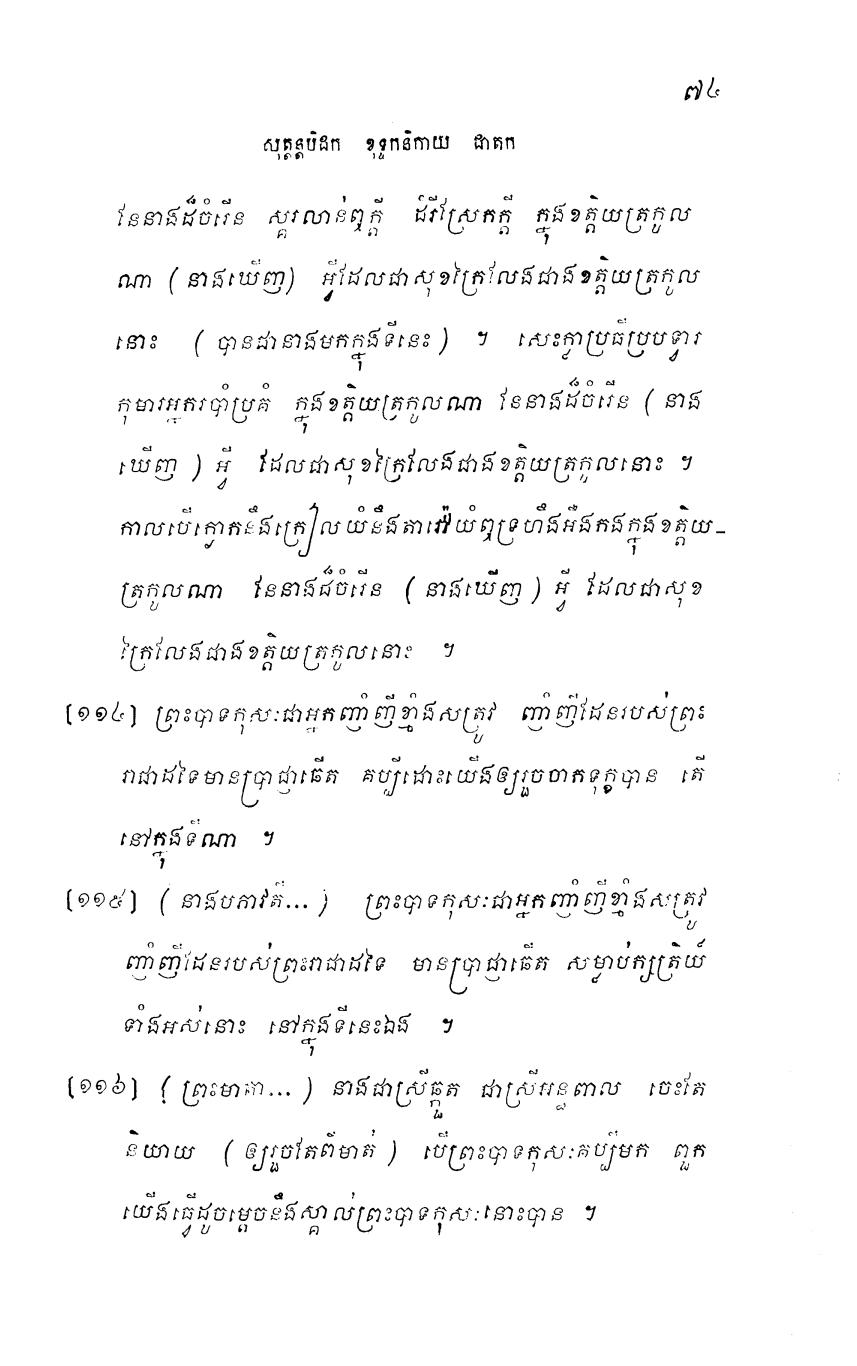 ៧៤
សុត្តន្តបិដក ខុទ្ទកនិកាយ ជាតក
នែនាងដ៏ចំរើន ស្គរលាន់ឮក្តី ដំរីស្រែកក្តី ក្នុងខត្តិយត្រកូល
ណា (នាងឃើញ) អ្វីដែលជាសុខក្រៃលែងជាងខត្តិយត្រកូល
នោះ (បានជានាងមកក្នុងទីនេះ) ។ សេះកា្ងប្រធីប្របទ្វារ
កុមារអ្នករបាំប្រគំ ក្នុងខត្តិយត្រកូលណា នែនាងដ៏ចំរើន (នាង
ឃើញ) អ្វី ដែលជាសុខក្រៃលែងជាងខត្តិយត្រកូលនោះ ។
កាលបើក្ងោកនឹងក្រៀលយំនឹងតាវ៉ៅយំឮទ្រហឹងអឺងកងក្នុងខត្តិយ-
ត្រកូលណា នែនាងដ៏ចំរើន (នាងឃើញ) អ្វី ដែលជាសុខ
ក្រៃលែងជាងខត្តិយត្រកូលនោះ ។
[១១៤] ព្រះបាទកុសៈជាអ្នកញាំញីខ្មាំងសត្រូវ ញាំញីដែនរបស់ព្រះ
រាជាដទៃមានប្រាជ្ញាធើត គប្បីដោះយើងឲ្យរួចចាកទុក្ខបាន តើ
នៅក្នុងទីណា ។
[១១៥] (នាងបភាវតី...) ព្រះបាទកុសៈជាអ្នកញាំញីខ្មាំងសត្រូវ
ញាំញីដែនរបស់ព្រះរាជាដទៃ មានប្រាជ្ញាធើត សម្លាប់ក្សត្រិយ៍
ទាំងអស់នោះ នៅក្នុងទីនេះឯង ។
[១១៦] (ព្រះមាតា...) នាងជាស្រីឆ្កួត ជាស្រីអន្ធពាល ចេះតែ
និយាយ (ឲ្យរួចតែពីមាត់) បើព្រះបាទកុសៈគប្បីមក ពួក
យើងធ្វើដូចម្តេចនឹងស្គាល់ព្រះបាទកុសៈនោះបាន ។